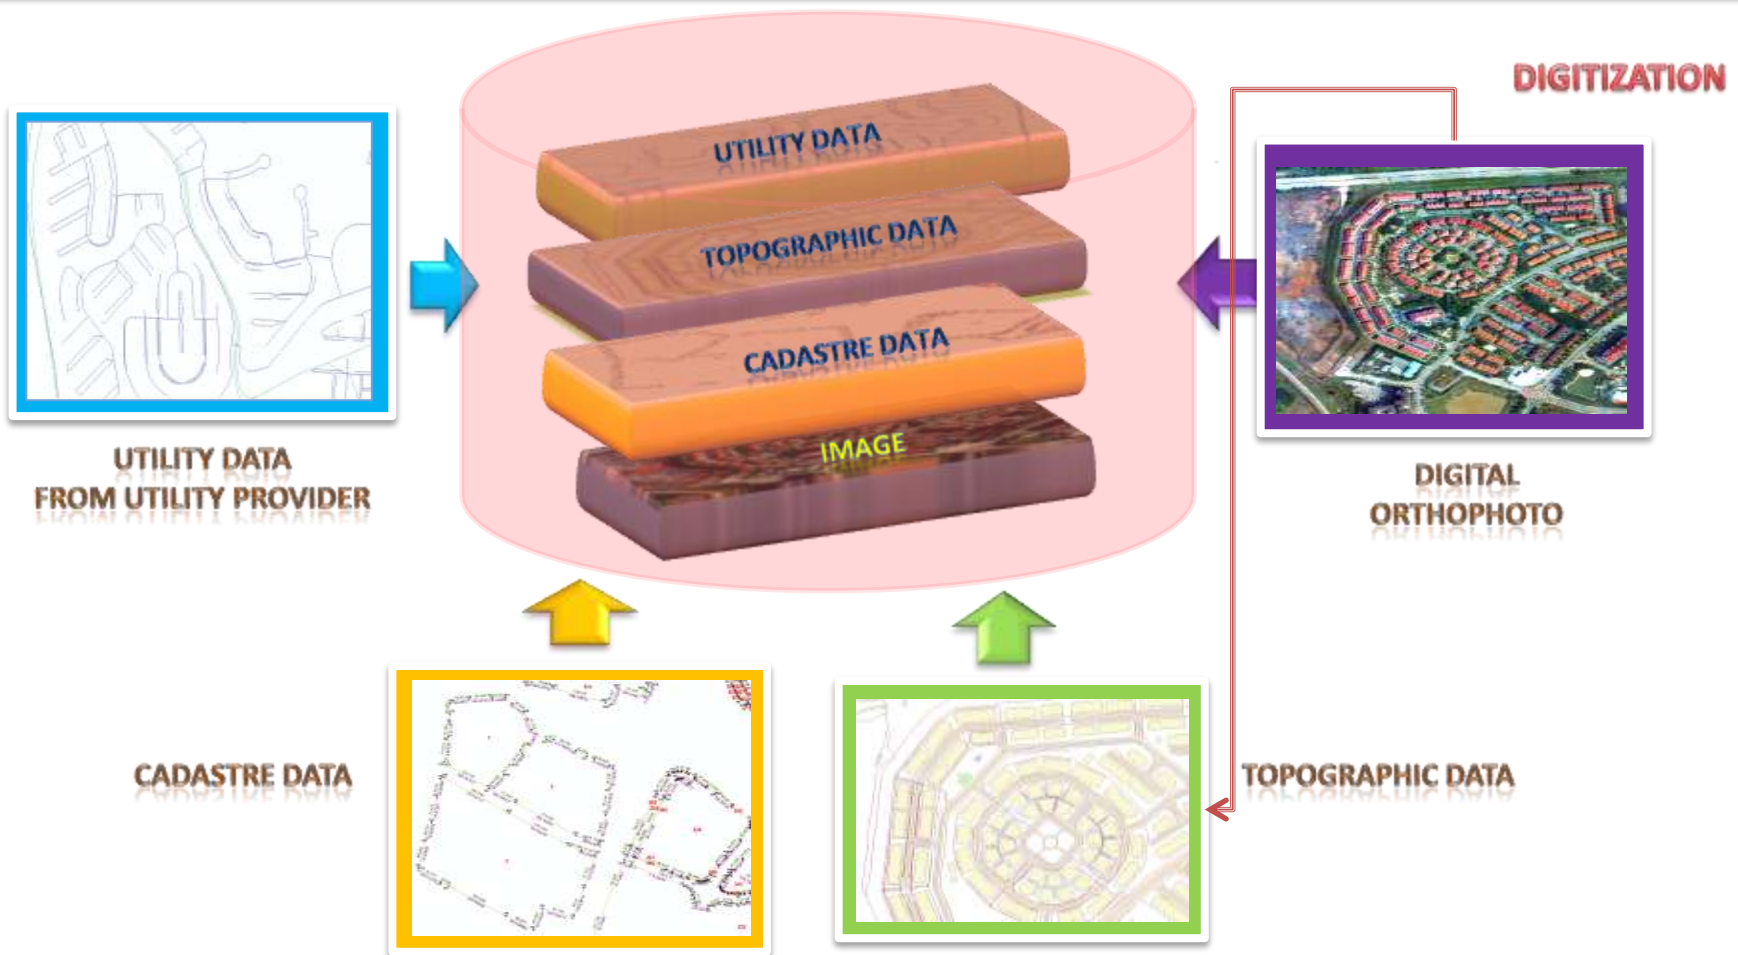 DIGITIZATION
UTILITY DATA
TOPOGRAPHIC DATA
CADASTRE DATA
IMAGE
UTILITY DATA
FROM UTILITY PROVIDER
DIGITAL
ORTHOPHOTO
CADASTRE DATA
TOPOGRAPHIC DATA